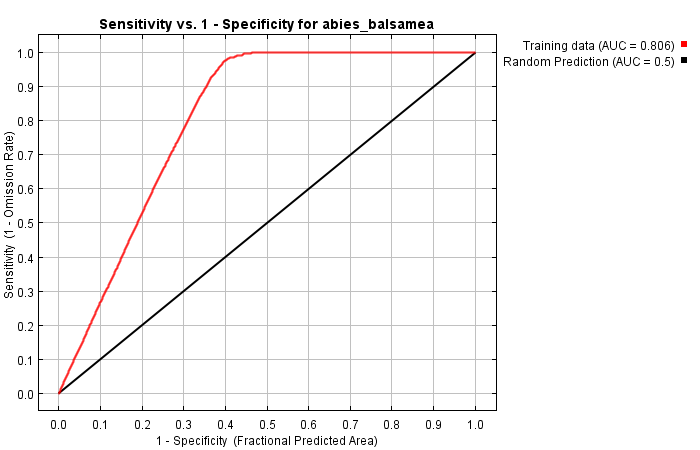 Sensitivity vs. 1 - Specificity for abies_balsamea
Training data (AUC = 0.806)
Random Prediction (AUC = 0.5)
Sensitivity (1 - Omission Rate)
1.0
0.9
0.8
0.7
0.6
0.5
0.4
0.3
0.2
0.1
0.0
0.0 0.1 0.2 0.3 0.4 0.5 0.6 0.7 0.8 0.9 1.0
1 - Specificity (Fractional Predicted Area)